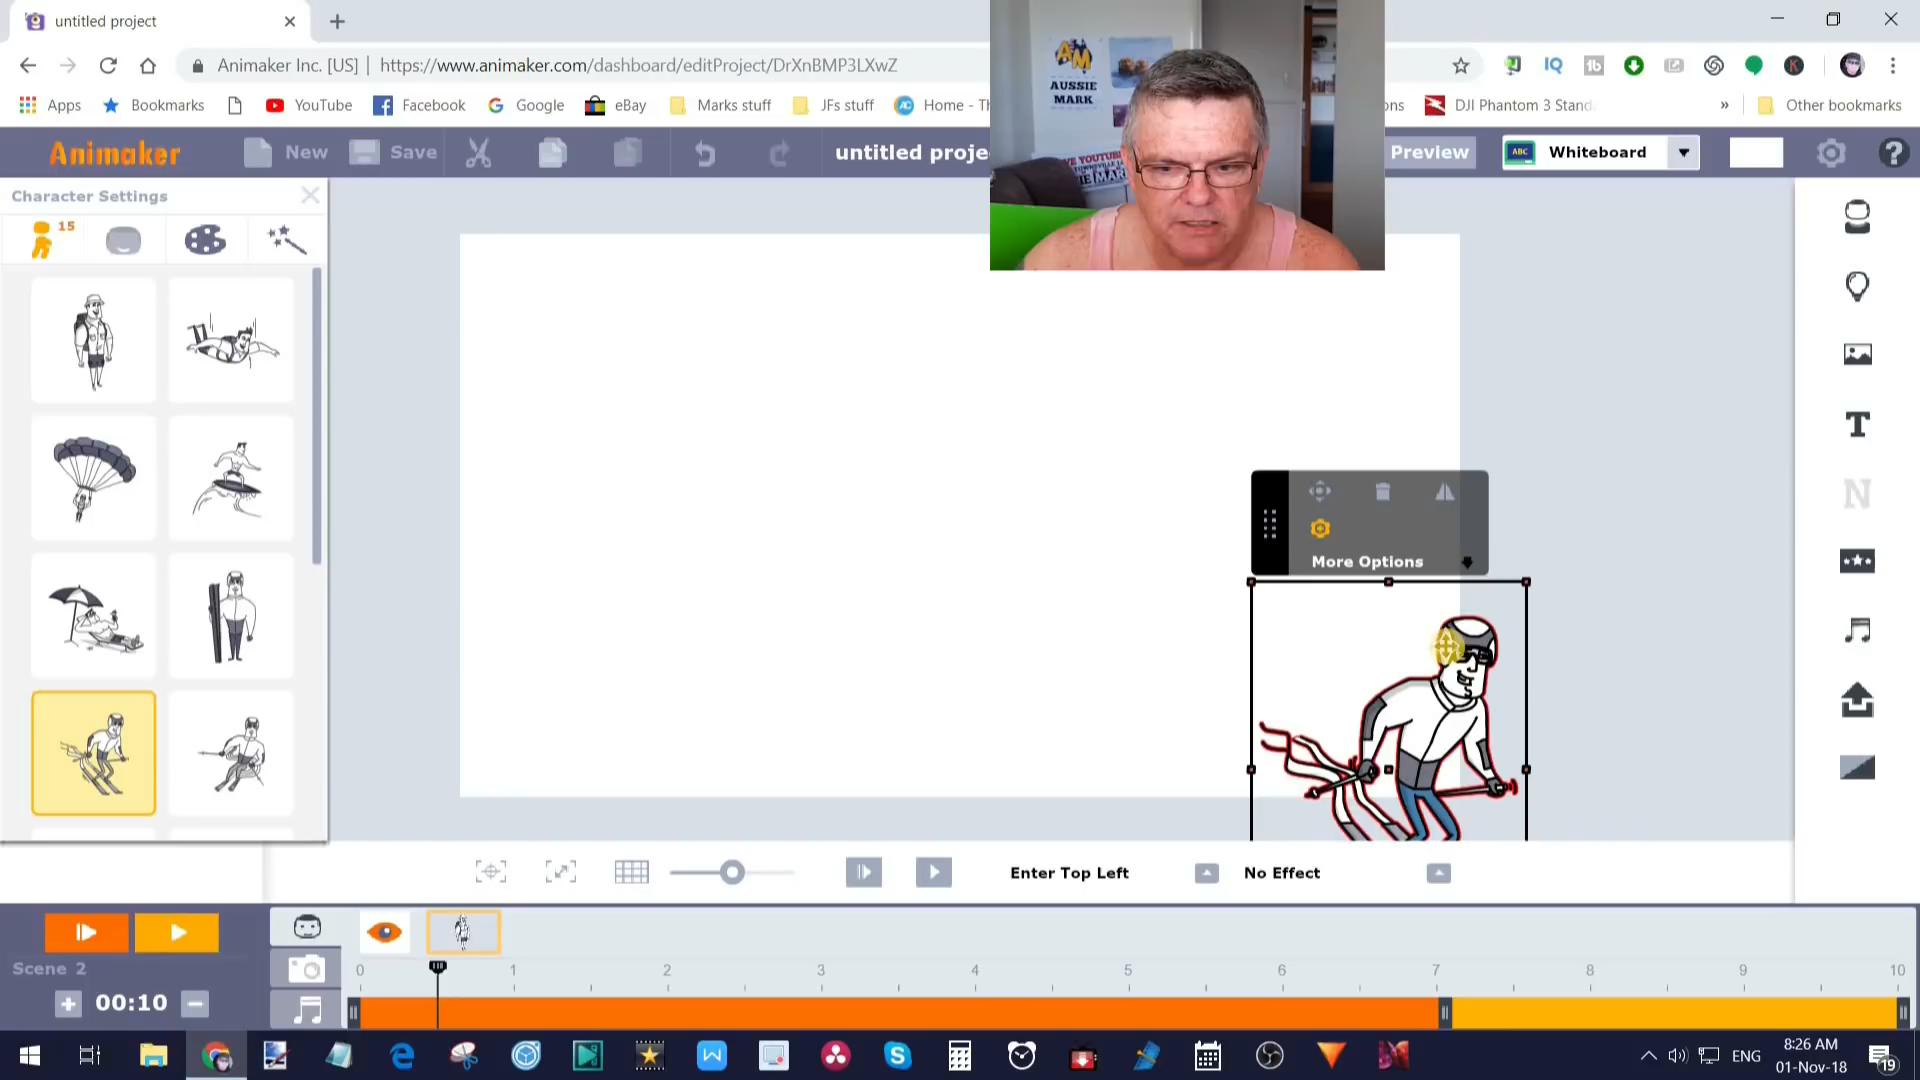 untitled project
Animaker Inc. [US] | https://www.animaker.com/dashboard/editProject/DrXnBMP3LXwZ
Apps Bookmarks YouTube Facebook Google eBay Marks stuff JFs stuff Home - Th ons DJI Phantom 3 Stand » Other bookmarks
AM
AUSSIE
MARK
Animaker New Save untitled proje Preview ABC Whiteboard ?
Character Settings
15
More Options
T
N
Enter Top Left No Effect
Scene 2
0 1 2 3 4 5 6 7 8 9 10
+ 00:10 -
ENG
8:26 AM
01-Nov-18
19